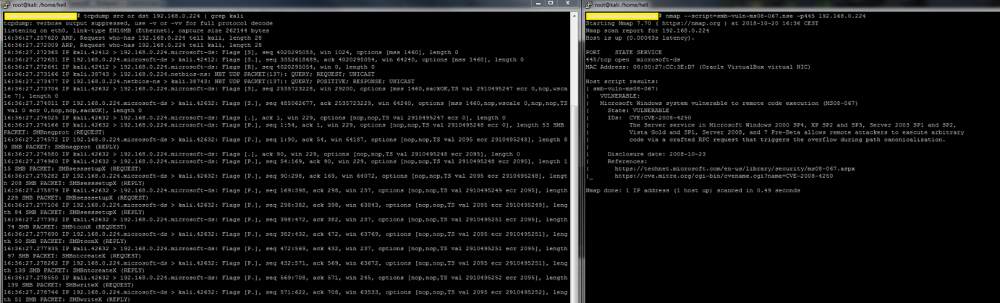 root@kali: /home/hell
# tcpdump src or dst 192.168.0.224 | grep kali
tcpdump: verbose output suppressed, use -v or -vv for full protocol decode
listening on eth0, link-type EN10MB (Ethernet), capture size 262144 bytes
16:36:27.257620 ARP, Request who-has 192.168.0.224 tell kali, length 28
16:36:27.272009 ARP, Request who-has 192.168.0.224 tell kali, length 28
16:36:27.272365 IP kali.42412 > 192.168.0.224.microsoft-ds: Flags [S], seq 4020295053, win 1024, options [mss 1460], length 0
16:36:27.272631 IP 192.168.0.224.microsoft-ds > kali.42412: Flags [S.], seq 3352618689, ack 4020295054, win 64240, options [mss 1460], length 0
16:36:27.272641 IP kali.42412 > 192.168.0.224.microsoft-ds: Flags [R], seq 4020295054, win 0, length 0
16:36:27.273166 IP kali.38743 > 192.168.0.224.netbios-ns: NBT UDP PACKET(137): QUERY; REQUEST; UNICAST
16:36:27.273477 IP 192.168.0.224.netbios-ns > kali.38743: NBT UDP PACKET(137): QUERY; POSITIVE; RESPONSE; UNICAST
16:36:27.273706 IP kali.42632 > 192.168.0.224.microsoft-ds: Flags [S], seq 2535723228, win 29200, options [mss 1460,sackOK,TS val 2910495247 ecr 0,nop,wsca
le 7], length 0
16:36:27.274011 IP 192.168.0.224.microsoft-ds > kali.42632: Flags [S.], seq 485062677, ack 2535723229, win 64240, options [mss 1460,nop,wscale 0,nop,nop,TS
val 0 ecr 0,nop,nop,sackOK], length 0
16:36:27.274025 IP kali.42632 > 192.168.0.224.microsoft-ds: Flags [.], ack 1, win 229, options [nop,nop,TS val 2910495247 ecr 0], length 0
16:36:27.274166 IP kali.42632 > 192.168.0.224.microsoft-ds: Flags [P.], seq 1:54, ack 1, win 229, options [nop,nop,TS val 2910495247 ecr 0], length 53 SMB
PACKET: SMBnegprot (REQUEST)
16:36:27.274572 IP 192.168.0.224.microsoft-ds > kali.42632: Flags [P.], seq 1:90, ack 54, win 64187, options [nop,nop,TS val 2095 ecr 2910495248], length 8
9 SMB PACKET: SMBnegprot (REPLY)
16:36:27.274580 IP kali.42632 > 192.168.0.224.microsoft-ds: Flags [.], ack 90, win 229, options [nop,nop,TS val 2910495248 ecr 2095], length 0
16:36:27.274960 IP kali.42632 > 192.168.0.224.microsoft-ds: Flags [P.], seq 54:169, ack 90, win 229, options [nop,nop,TS val 2910495248 ecr 2095], length 1
15 SMB PACKET: SMBsesssetupX (REQUEST)
16:36:27.275282 IP 192.168.0.224.microsoft-ds > kali.42632: Flags [P.], seq 90:298, ack 169, win 64072, options [nop,nop,TS val 2095 ecr 2910495248], lengt
h 208 SMB PACKET: SMBsesssetupX (REPLY)
16:36:27.275879 IP kali.42632 > 192.168.0.224.microsoft-ds: Flags [P.], seq 169:398, ack 298, win 237, options [nop,nop,TS val 2910495249 ecr 2095], length
229 SMB PACKET: SMBsesssetupX (REQUEST)
16:36:27.277106 IP 192.168.0.224.microsoft-ds > kali.42632: Flags [P.], seq 298:382, ack 398, win 63843, options [nop,nop,TS val 2095 ecr 2910495249], leng
th 84 SMB PACKET: SMBsesssetupX (REPLY)
16:36:27.277392 IP kali.42632 > 192.168.0.224.microsoft-ds: Flags [P.], seq 398:472, ack 382, win 237, options [nop,nop,TS val 2910495251 ecr 2095], length
74 SMB PACKET: SMBtconX (REQUEST)
16:36:27.277690 IP 192.168.0.224.microsoft-ds > kali.42632: Flags [P.], seq 382:432, ack 472, win 63769, options [nop,nop,TS val 2095 ecr 2910495251], leng
th 50 SMB PACKET: SMBtconX (REPLY)
16:36:27.277935 IP kali.42632 > 192.168.0.224.microsoft-ds: Flags [P.], seq 472:569, ack 432, win 237, options [nop,nop,TS val 2910495251 ecr 2095], length
97 SMB PACKET: SMBntcreateX (REQUEST)
16:36:27.278262 IP 192.168.0.224.microsoft-ds > kali.42632: Flags [P.], seq 432:571, ack 569, win 63672, options [nop,nop,TS val 2095 ecr 2910495251], leng
th 139 SMB PACKET: SMBntcreateX (REPLY)
16:36:27.278550 IP kali.42632 > 192.168.0.224.microsoft-ds: Flags [P.], seq 569:708, ack 571, win 245, options [nop,nop,TS val 2910495252 ecr 2095], length
139 SMB PACKET: SMBwriteX (REQUEST)
16:36:27.278746 IP 192.168.0.224.microsoft-ds > kali.42632: Flags [P.], seq 571:622, ack 708, win 63533, options [nop,nop,TS val 2095 ecr 2910495252], leng
th 51 SMB PACKET: SMBwriteX (REPLY)
root@kali: /home/hell
# nmap --script=smb-vuln-ms08-067.nse -p445 192.168.0.224
Starting Nmap 7.70 ( https://nmap.org ) at 2018-10-20 16:36 CEST
Nmap scan report for 192.168.0.224
Host is up (0.00043s latency).
PORT    STATE SERVICE
445/tcp open  microsoft-ds
MAC Address: 08:00:27:CC:3E:D7 (Oracle VirtualBox virtual NIC)
Host script results:
| smb-vuln-ms08-067:
|   VULNERABLE:
|   Microsoft Windows system vulnerable to remote code execution (MS08-067)
|     State: VULNERABLE
|     IDs:  CVE:CVE-2008-4250
|           The Server service in Microsoft Windows 2000 SP4, XP SP2 and SP3, Server 2003 SP1 and SP2,
|           Vista Gold and SP1, Server 2008, and 7 Pre-Beta allows remote attackers to execute arbitrary
|           code via a crafted RPC request that triggers the overflow during path canonicalization.
|
|     Disclosure date: 2008-10-23
|     References:
|       https://technet.microsoft.com/en-us/library/security/ms08-067.aspx
|_      https://cve.mitre.org/cgi-bin/cvename.cgi?name=CVE-2008-4250
Nmap done: 1 IP address (1 host up) scanned in 0.49 seconds